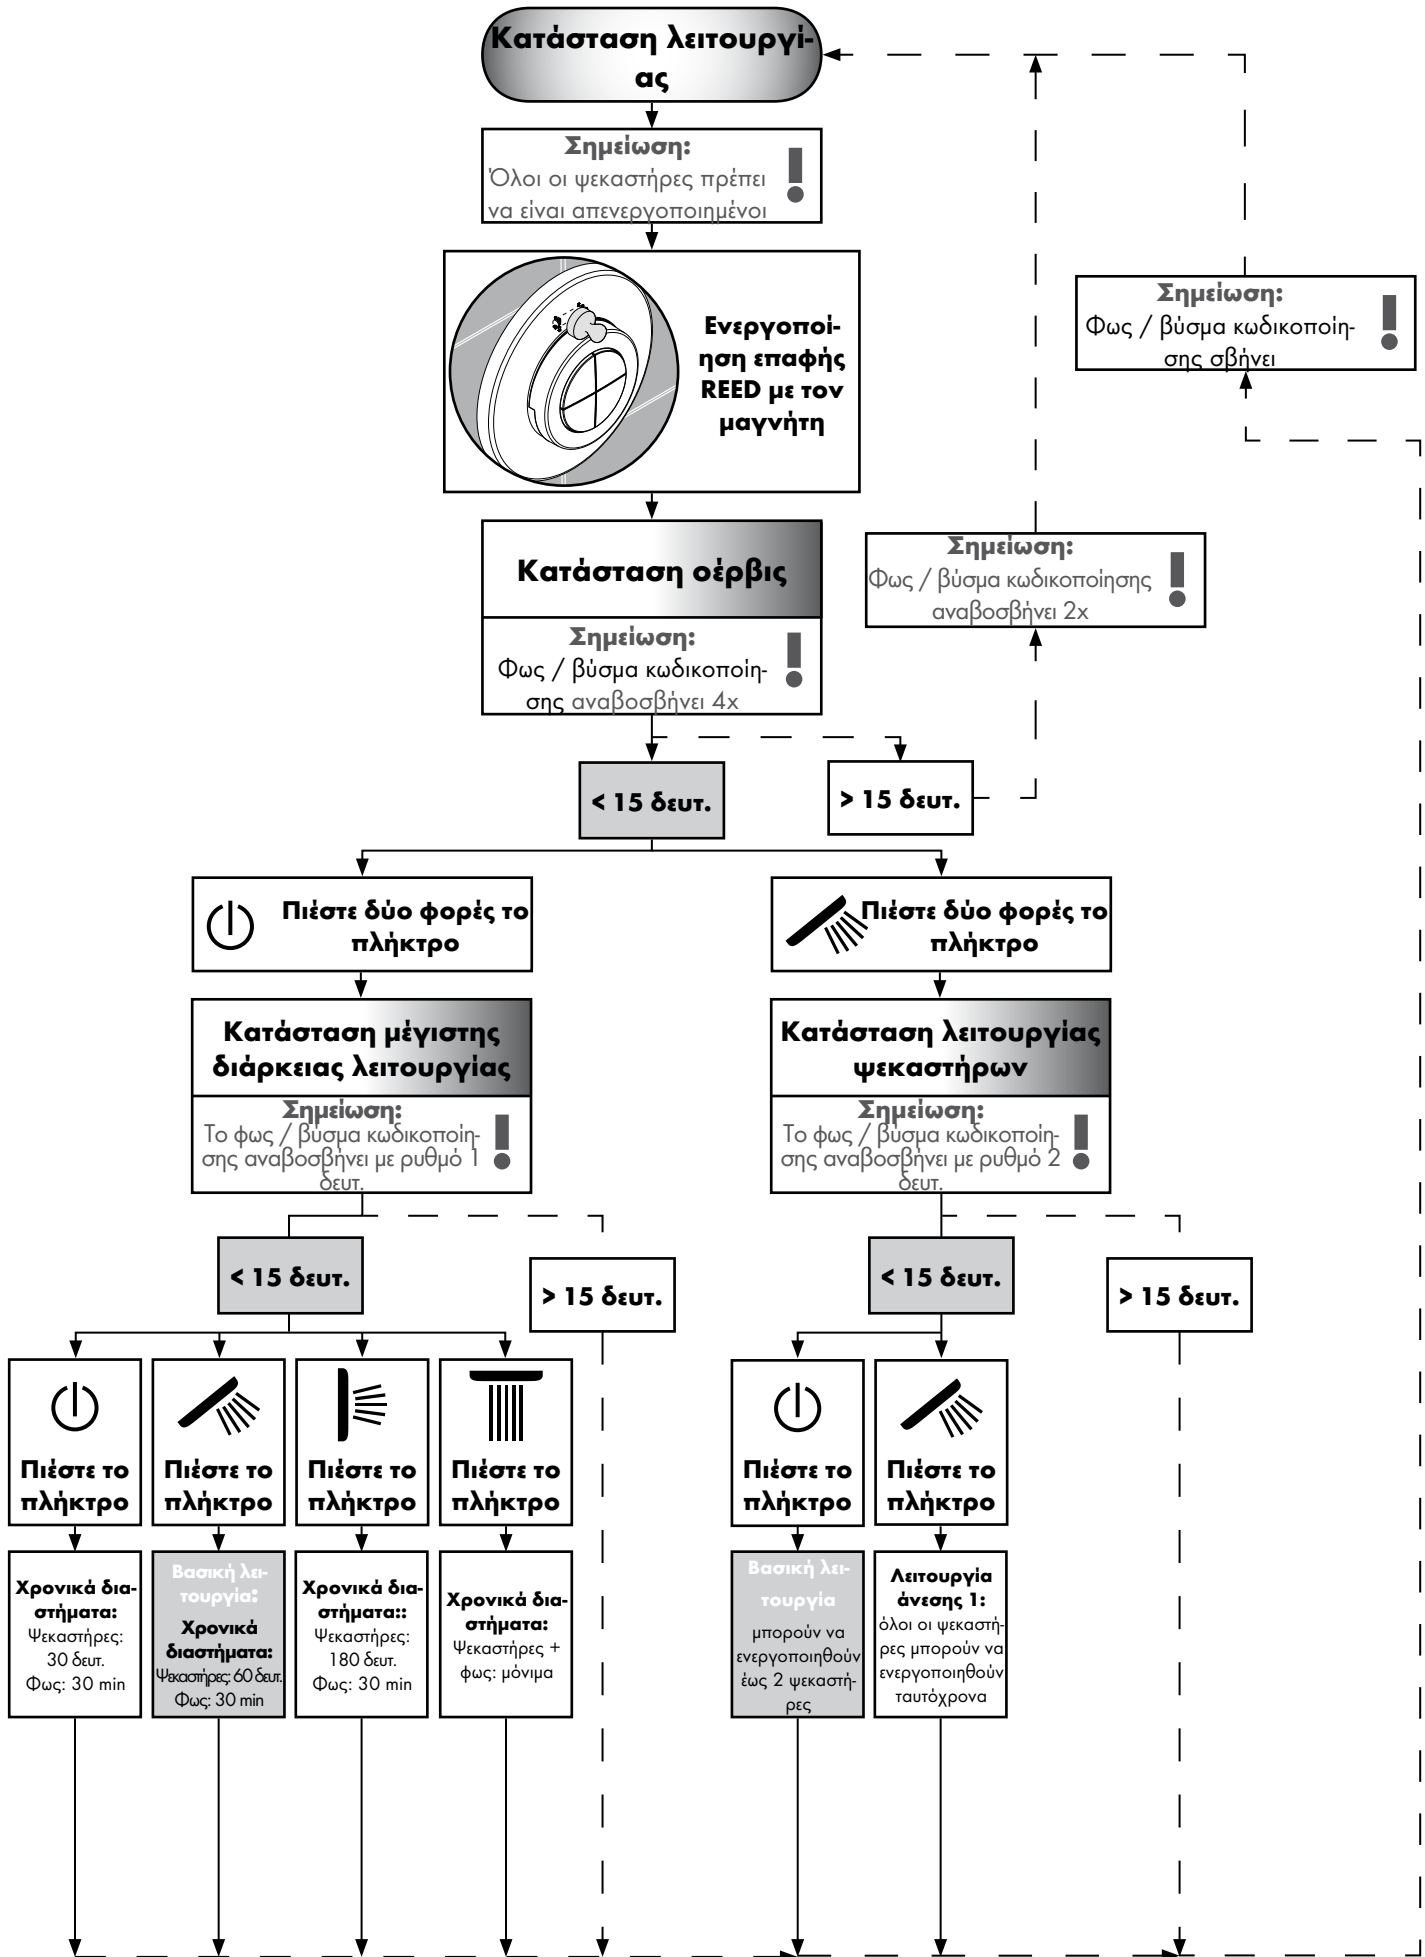 Κατάσταση λειτουργί-
ας
Σημείωση:
Όλοι οι ψεκαστήρες πρέπει
να είναι απενεργοποιημένοι
Ενεργοποί-
ηση επαφής
REED με τον
μαγνήτη
Σημείωση:
Φως / βύσμα κωδικοποίη-
σης σβήνει
Κατάσταση σέρβις
Σημείωση:
Φως / βύσμα κωδικοποίη-
σης αναβοσβήνει 4x
Σημείωση:
Φως / βύσμα κωδικοποίησης
αναβοσβήνει 2x
< 15 δευτ.
> 15 δευτ.
Πιέστε δύο φορές το
πλήκτρο
Πιέστε δύο φορές το
πλήκτρο
Κατάσταση μέγιστης
διάρκειας λειτουργίας
Σημείωση:
Το φως / βύσμα κωδικοποίη-
σης αναβοσβήνει με ρυθμό 1
δευτ.
Κατάσταση λειτουργίας
ψεκαστήρων
Σημείωση:
Το φως / βύσμα κωδικοποίη-
σης αναβοσβήνει με ρυθμό 2
δευτ.
< 15 δευτ.
> 15 δευτ.
< 15 δευτ.
> 15 δευτ.
Πιέστε το
πλήκτρο
Πιέστε το
πλήκτρο
Πιέστε το
πλήκτρο
Πιέστε το
πλήκτρο
Πιέστε το
πλήκτρο
Πιέστε το
πλήκτρο
Χρονικά δια-
στήματα:
Ψεκαστήρες:
30 δευτ.
Φως: 30 min
Βασική λει-
τουργία:
Χρονικά
διαστήματα:
Ψεκαστήρες: 60 δευτ.
Φως: 30 min
Χρονικά δια-
στήματα::
Ψεκαστήρες:
180 δευτ.
Φως: 30 min
Χρονικά δια-
στήματα:
Ψεκαστήρες +
φως: μόνιμα
Βασική λει-
τουργία
μπορούν να
ενεργοποιηθούν
έως 2 ψεκαστή-
ρες
Λειτουργία
άνεσης 1:
όλοι οι ψεκαστή-
ρες μπορούν να
ενεργοποιηθούν
ταυτόχρονα